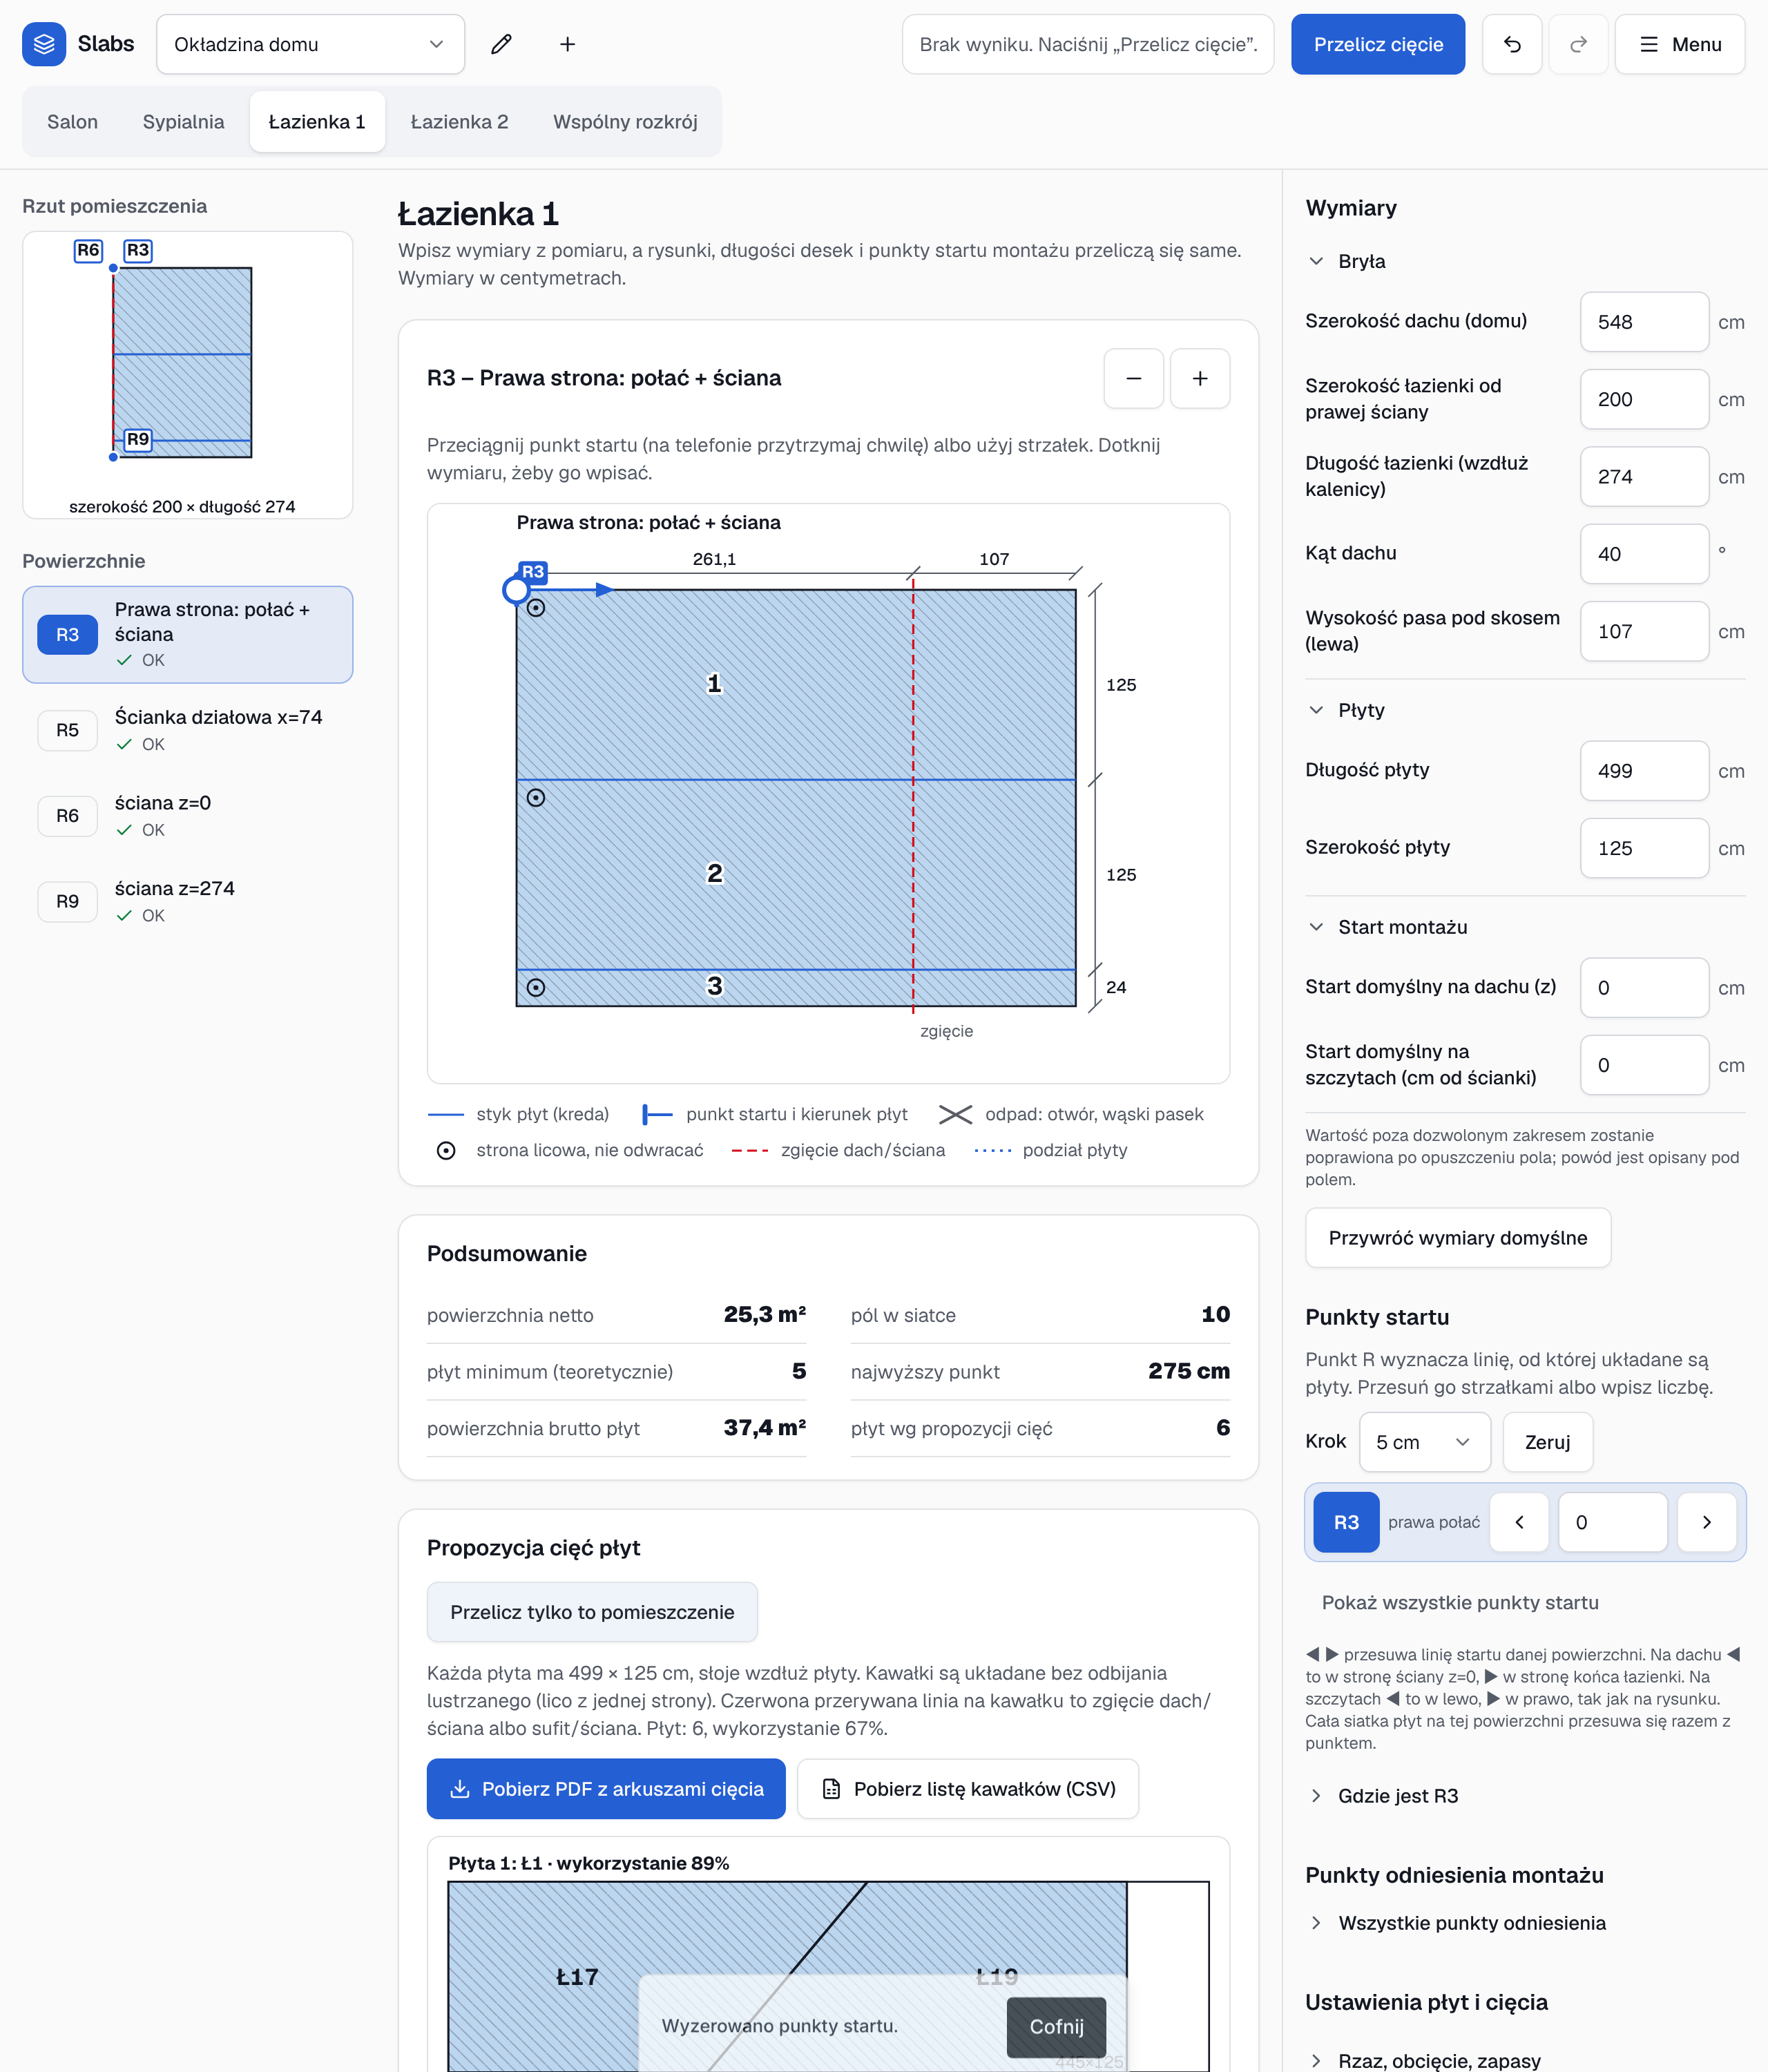 Slabs
Okładzina domu
Brak wyniku. Naciśnij „Przelicz cięcie”.
Przelicz cięcie
Menu
Salon
Sypialnia
Łazienka 1
Łazienka 2
Wspólny rozkrój
Rzut pomieszczenia
R6
R3
R9
szerokość 200 × długość 274
Powierzchnie
R3
Prawa strona: połać +
ściana
OK
R5
Ścianka działowa x=74
OK
R6
ściana z=0
OK
R9
ściana z=274
OK
Łazienka 1
Wpisz wymiary z pomiaru, a rysunki, długości desek i punkty startu montażu przeliczą się same.
Wymiary w centymetrach.
R3 – Prawa strona: połać + ściana
Przeciągnij punkt startu (na telefonie przytrzymaj chwilę) albo użyj strzałek. Dotknij
wymiaru, żeby go wpisać.
Prawa strona: połać + ściana
261,1
107
R3
1
125
2
125
3
24
zgięcie
styk płyt (kreda)
punkt startu i kierunek płyt
odpad: otwór, wąski pasek
strona licowa, nie odwracać
zgięcie dach/ściana
podział płyty
Podsumowanie
powierzchnia netto
25,3 m²
pól w siatce
10
płyt minimum (teoretycznie)
5
najwyższy punkt
275 cm
powierzchnia brutto płyt
37,4 m²
płyt wg propozycji cięć
6
Propozycja cięć płyt
Przelicz tylko to pomieszczenie
Każda płyta ma 499 × 125 cm, słoje wzdłuż płyty. Kawałki są układane bez odbijania
lustrzanego (lico z jednej strony). Czerwona przerywana linia na kawałku to zgięcie dach/
ściana albo sufit/ściana. Płyt: 6, wykorzystanie 67%.
Pobierz PDF z arkuszami cięcia
Pobierz listę kawałków (CSV)
Płyta 1: Ł1 · wykorzystanie 89%
Ł17
Ł19
Wyzerowano punkty startu.
Cofnij
445×125
Wymiary
Bryła
Szerokość dachu (domu)
548
cm
Szerokość łazienki od
prawej ściany
200
cm
Długość łazienki (wzdłuż
kalenicy)
274
cm
Kąt dachu
40
°
Wysokość pasa pod skosem
(lewa)
107
cm
Płyty
Długość płyty
499
cm
Szerokość płyty
125
cm
Start montażu
Start domyślny na dachu (z)
0
cm
Start domyślny na
szczytach (cm od ścianki)
0
cm
Wartość poza dozwolonym zakresem zostanie
poprawiona po opuszczeniu pola; powód jest opisany pod
polem.
Przywróć wymiary domyślne
Punkty startu
Punkt R wyznacza linię, od której układane są
płyty. Przesuń go strzałkami albo wpisz liczbę.
Krok
5 cm
Zeruj
R3
prawa połać
0
Pokaż wszystkie punkty startu
◀ ▶ przesuwa linię startu danej powierzchni. Na dachu ◀
to w stronę ściany z=0, ▶ w stronę końca łazienki. Na
szczytach ◀ to w lewo, ▶ w prawo, tak jak na rysunku.
Cała siatka płyt na tej powierzchni przesuwa się razem z
punktem.
Gdzie jest R3
Punkty odniesienia montażu
Wszystkie punkty odniesienia
Ustawienia płyt i cięcia
Rzaz, obcięcie, zapasy